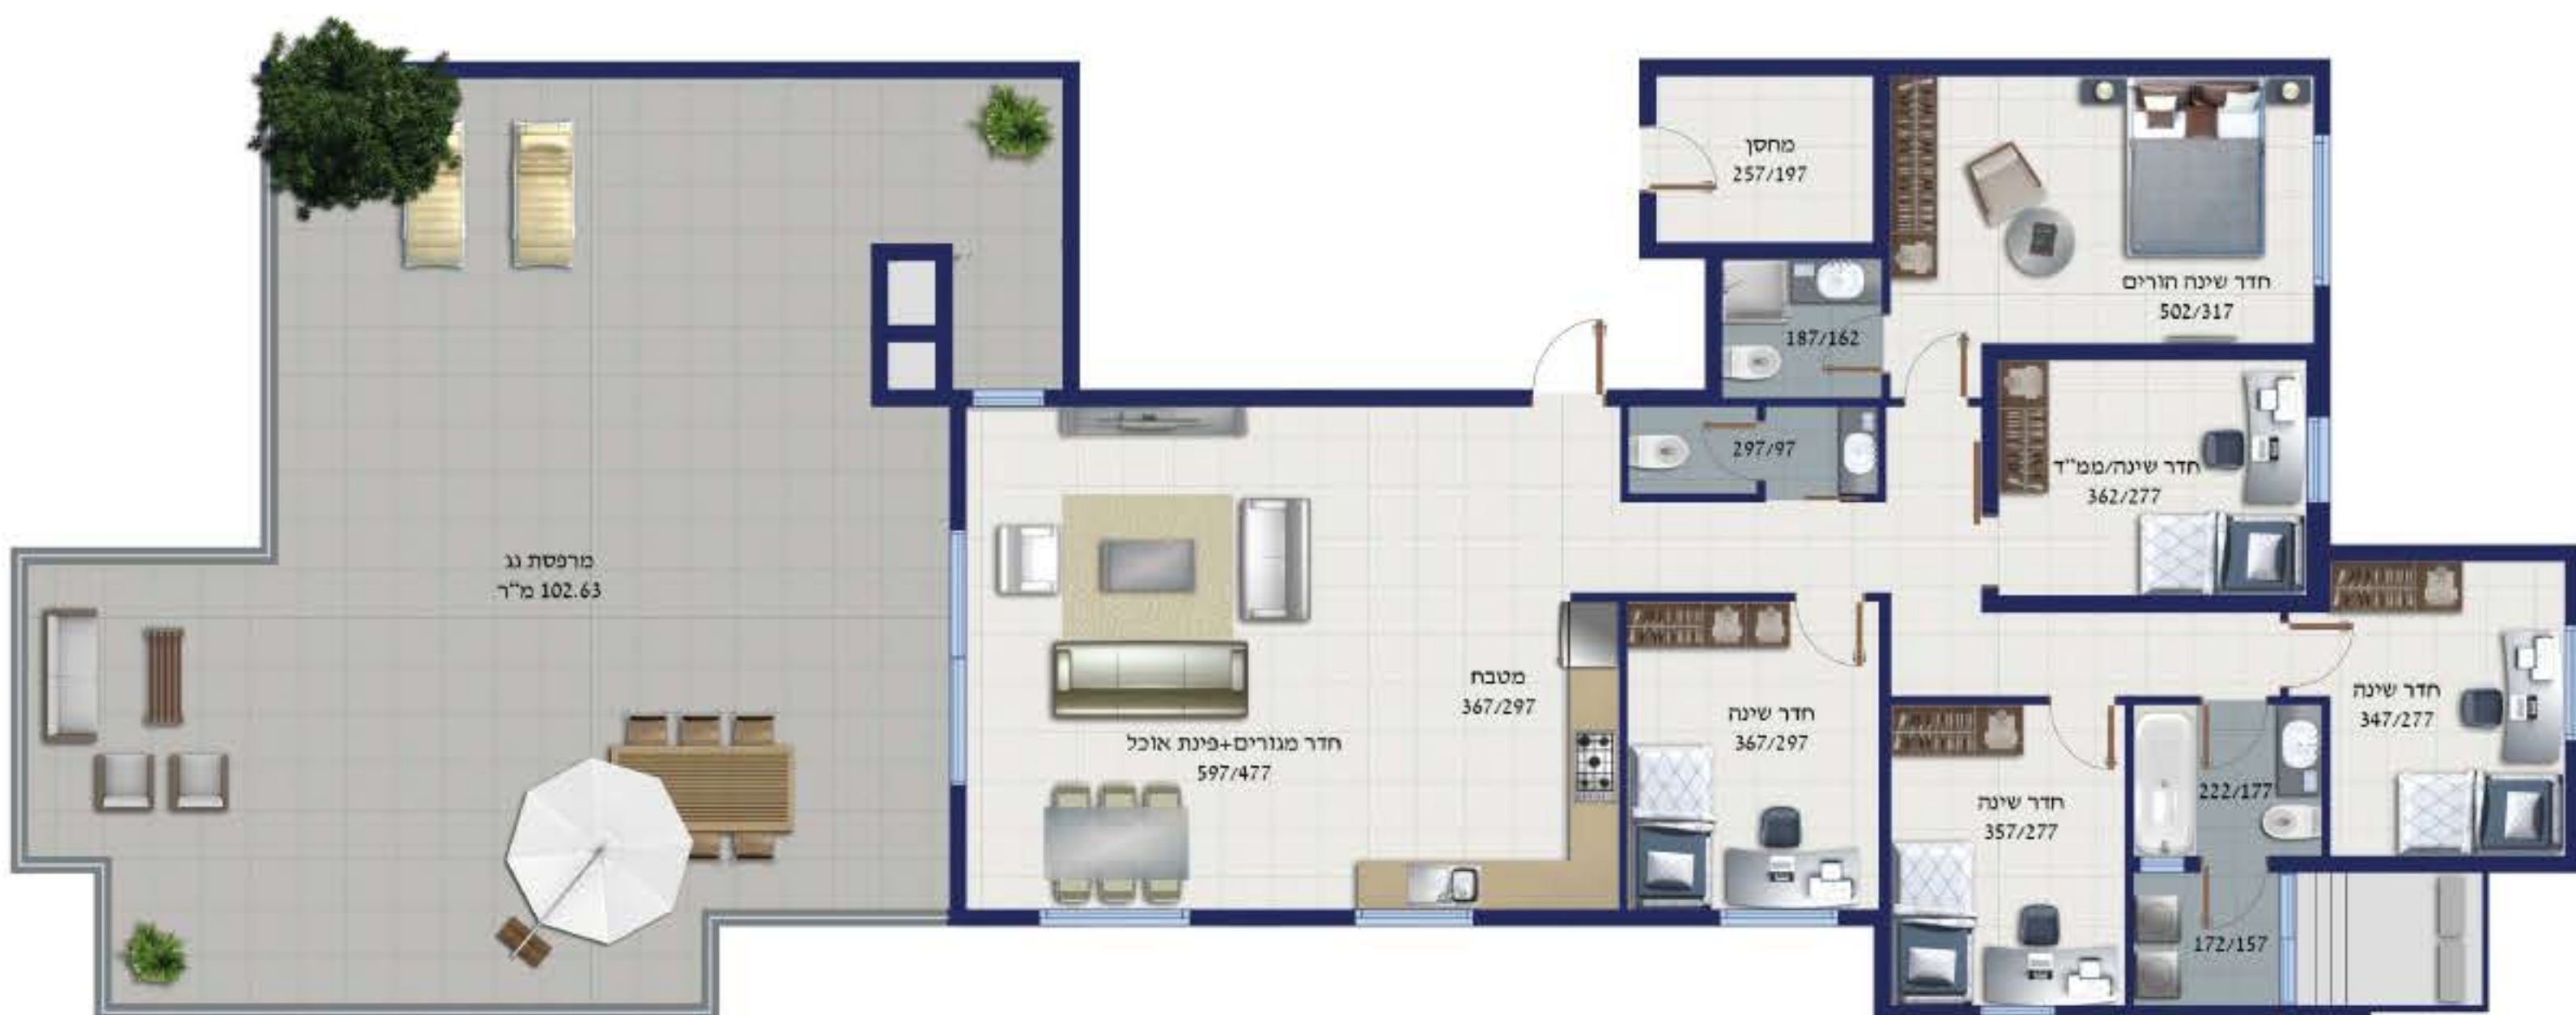 מחסן
257/197
חדר שינה הורים
502/317
187/162
297/97
חדר שינה/ממ״ד
362/277
מרפסת גג
102.63 מ״ר
מטבח
367/297
חדר מגורים+פינת אוכל
597/477
חדר שינה
367/297
חדר שינה
357/277
222/177
חדר שינה
347/277
172/157